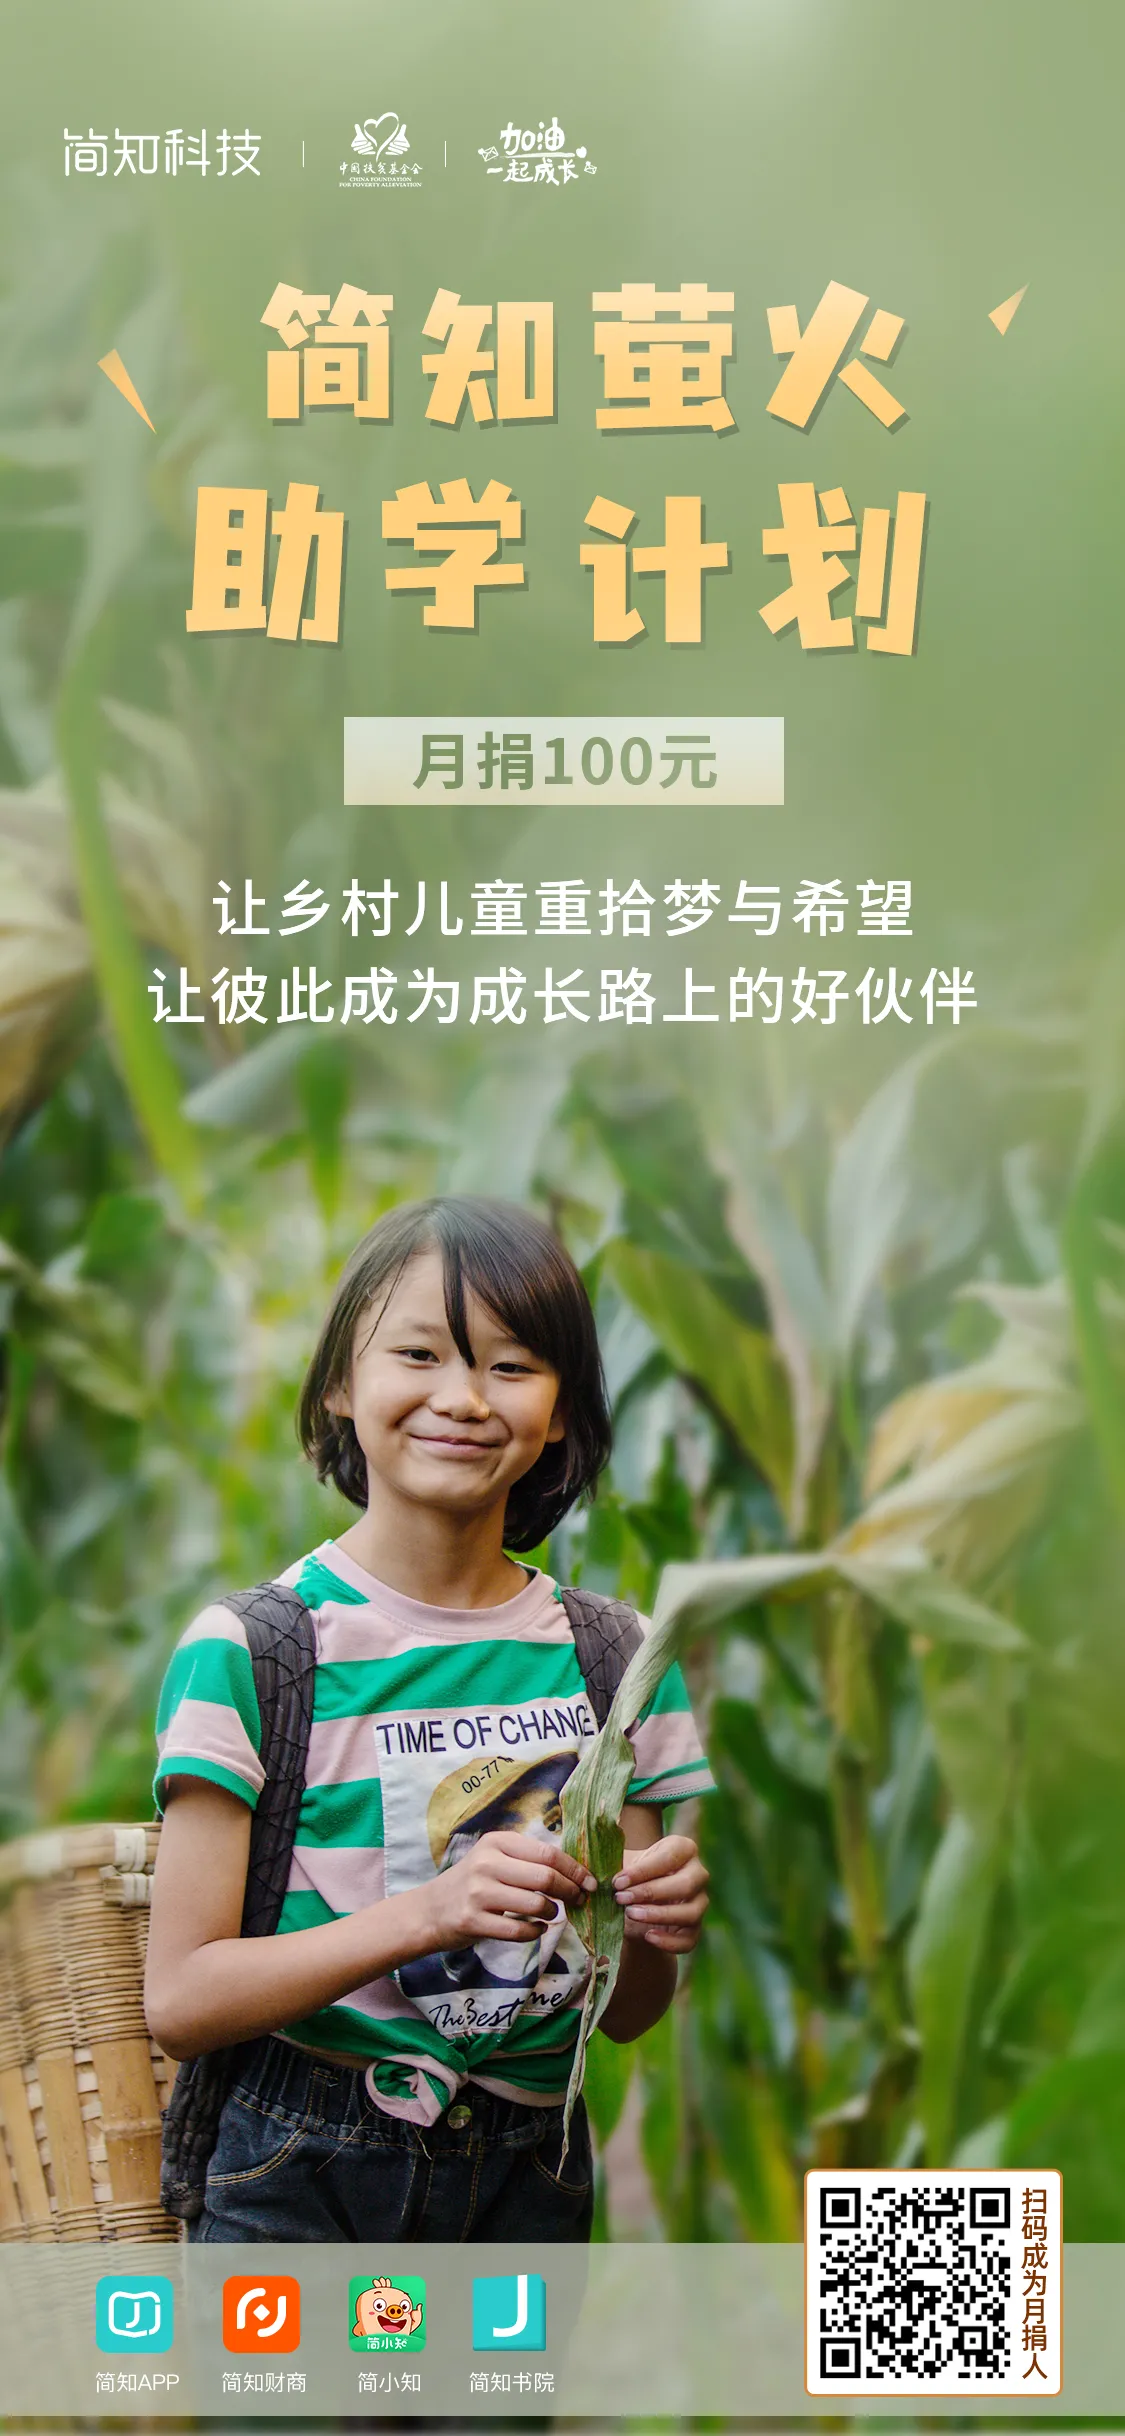 简知科技
中国扶贫基金会
CHINA FOUNDATION
FOR POVERTY ALLEVIATION
加油
一起成长
简知萤火
助学计划
月捐100元
让乡村儿童重拾梦与希望
让彼此成为成长路上的好伙伴
TIME OF CHANGE
00-77
The Best me
扫码成为月捐人
简小知
简知APP
简知财商
简小知
简知书院